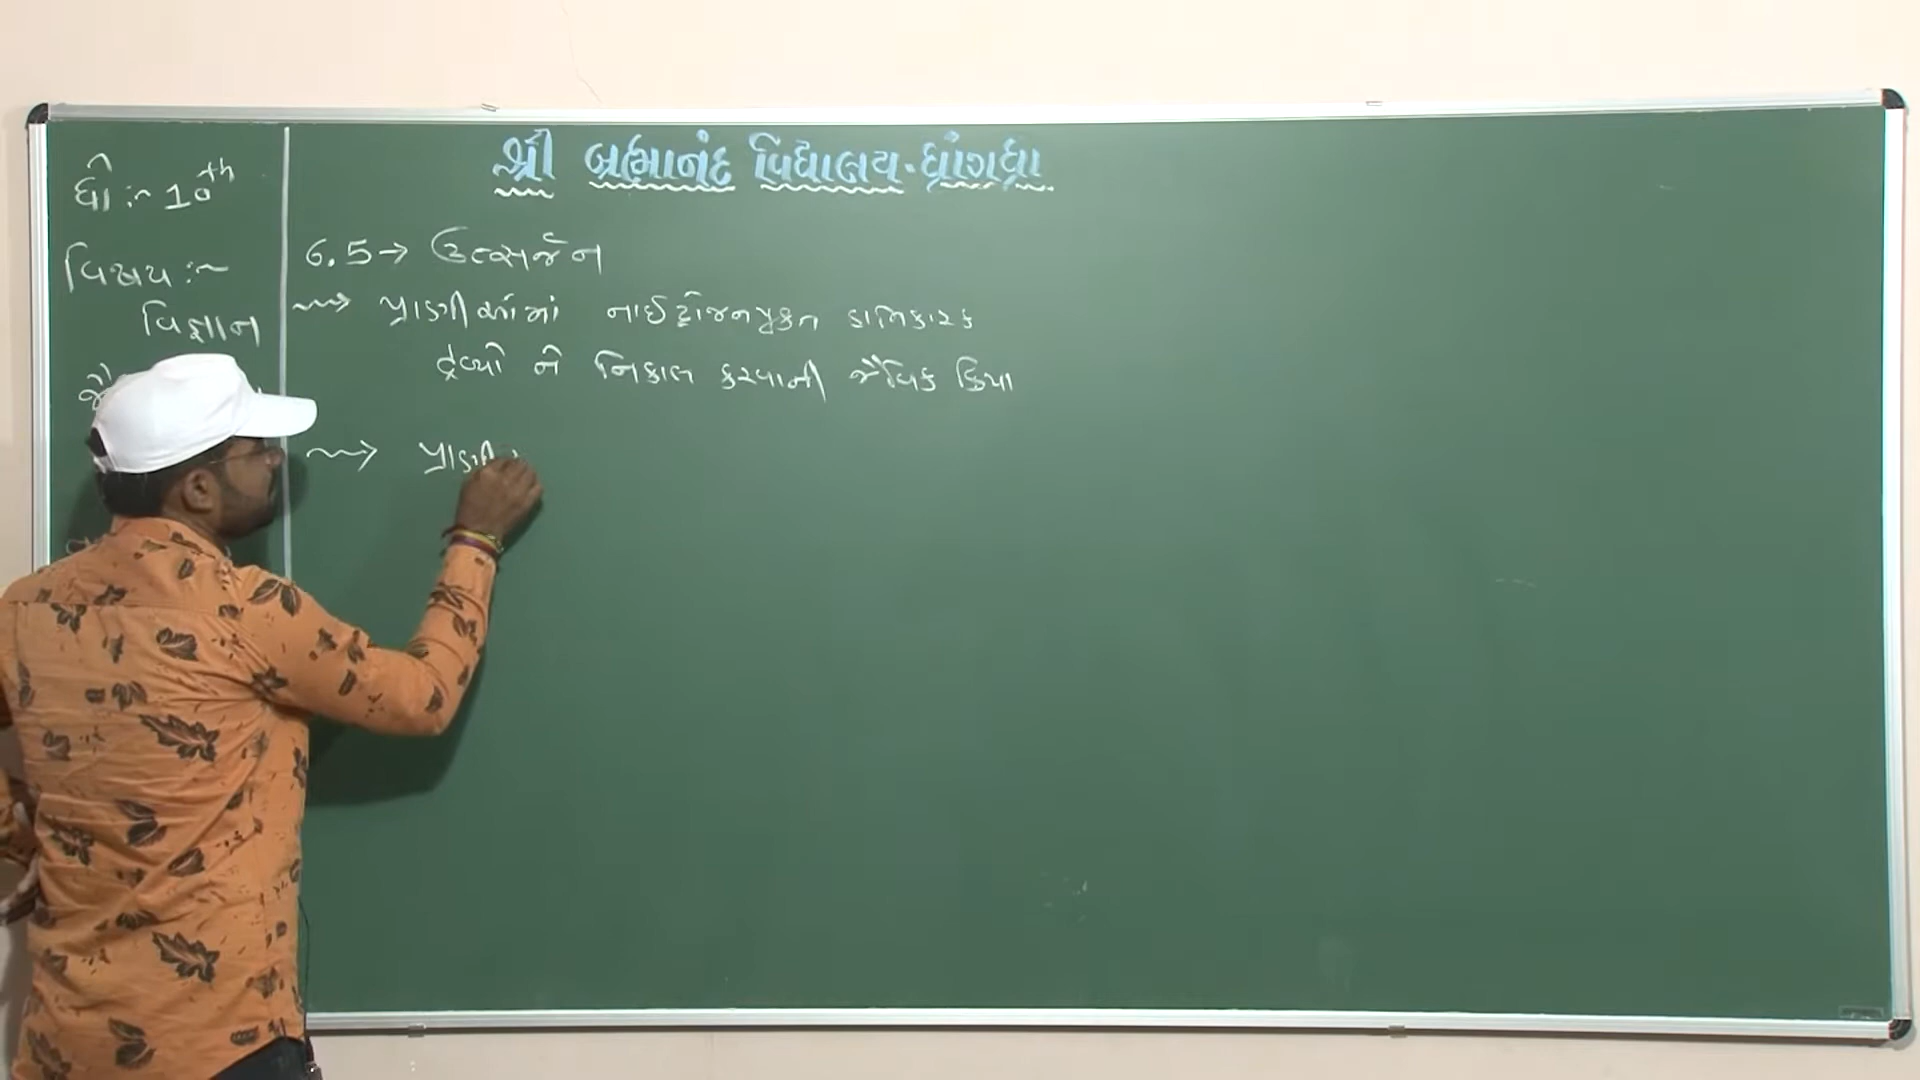 શ્રી બ્રહ્માનંદ વિદ્યાલય-ધ્રાંગધ્રા
ધો :- 10th
વિષય :-
વિજ્ઞાન
6.5 → ઉત્સર્જન
⇝ પ્રાણીઓમાં નાઈટ્રોજનયુક્ત હાનિકારક
દ્રવ્યો ને નિકાલ કરવાની જૈવિક ક્રિયા
⇝ પ્રાણી